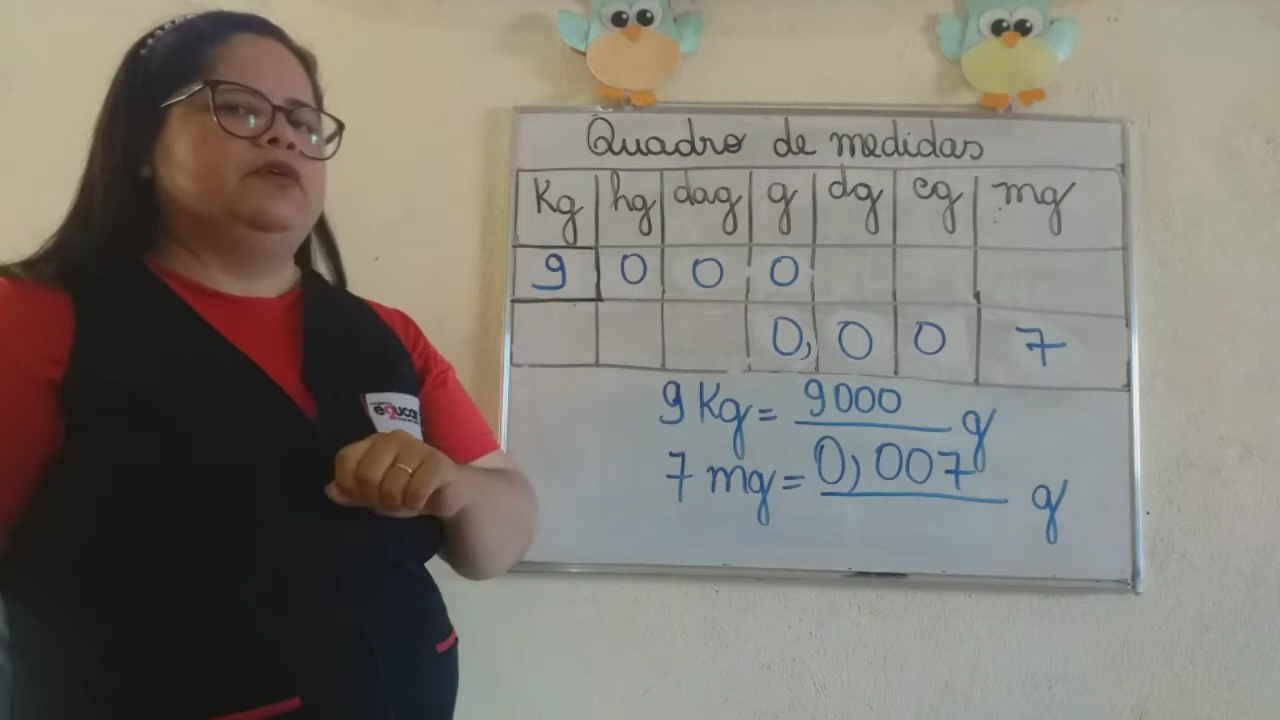 Quadro de medidas
Kg hg dag g dg cg mg
9 0 0 0
0, 0 0 7
9 Kg = 9000 g
7 mg = 0,007 g
educa